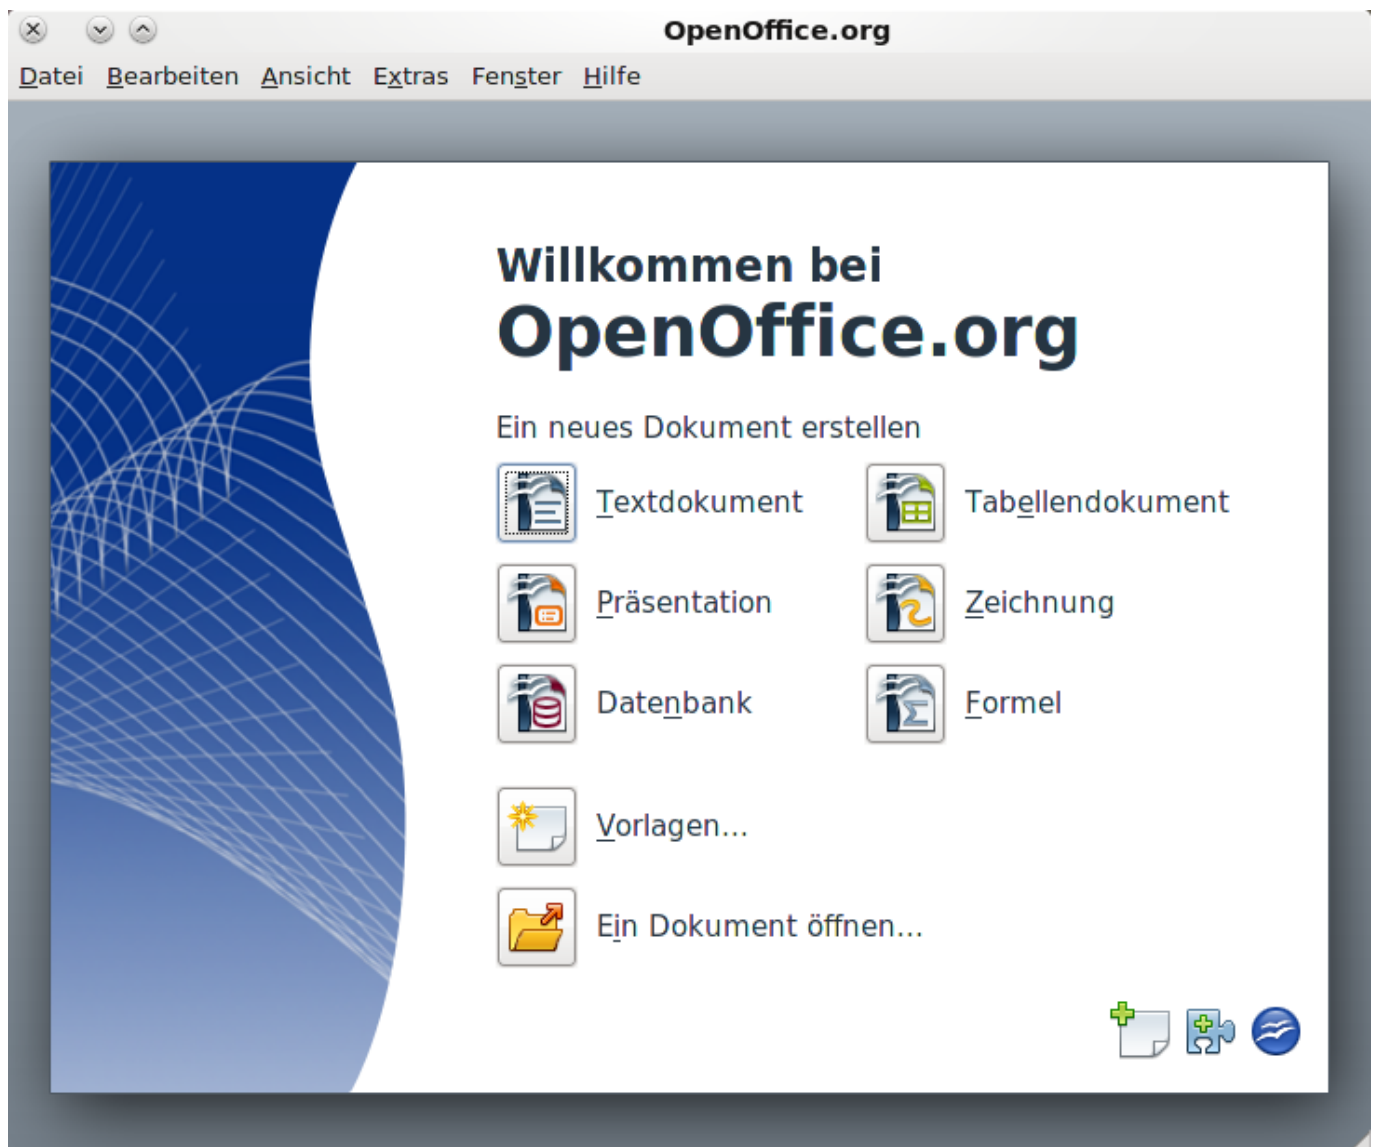 OpenOffice.org
Datei Bearbeiten Ansicht Extras Fenster Hilfe
Willkommen bei
OpenOffice.org
Ein neues Dokument erstellen
Textdokument Tabellendokument
Präsentation Zeichnung
Datenbank Formel
Vorlagen...
Ein Dokument öffnen...